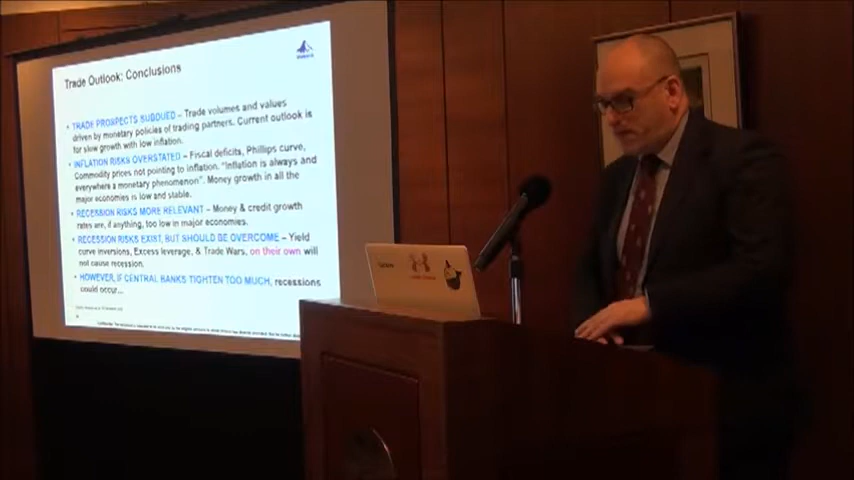 Trade Outlook: Conclusions
• TRADE PROSPECTS SUBDUED – Trade volumes and values
driven by monetary policies of trading partners. Current outlook is
for slow growth with low inflation.
• INFLATION RISKS OVERSTATED – Fiscal deficits, Phillips curve,
Commodity prices not pointing to inflation. "Inflation is always and
everywhere a monetary phenomenon". Money growth in all the
major economies is low and stable.
• RECESSION RISKS MORE RELEVANT – Money & credit growth
rates are, if anything, too low in major economies.
• RECESSION RISKS EXIST, BUT SHOULD BE OVERCOME – Yield
curve inversions, Excess leverage, & Trade Wars, on their own will
not cause recession.
• HOWEVER, IF CENTRAL BANKS TIGHTEN TOO MUCH, recessions
could occur...